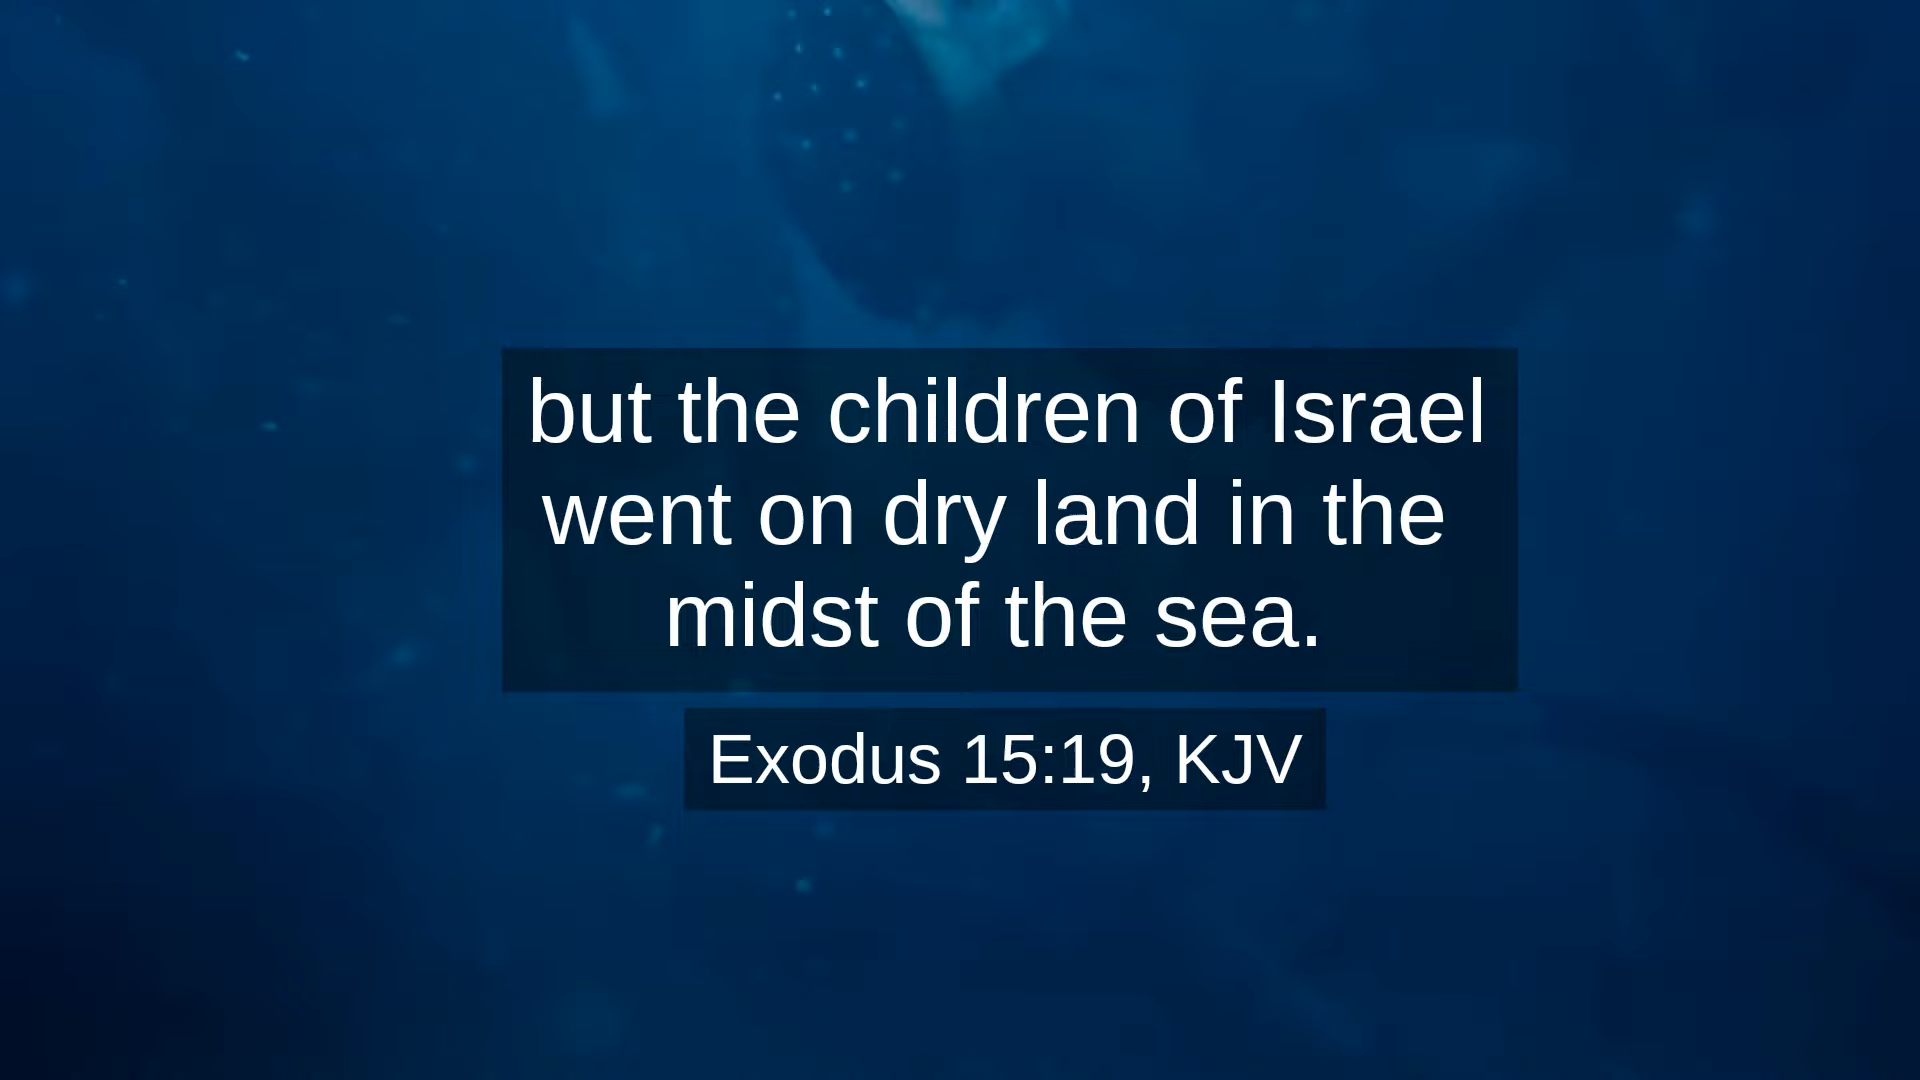 but the children of Israel
went on dry land in the
midst of the sea.
Exodus 15:19, KJV